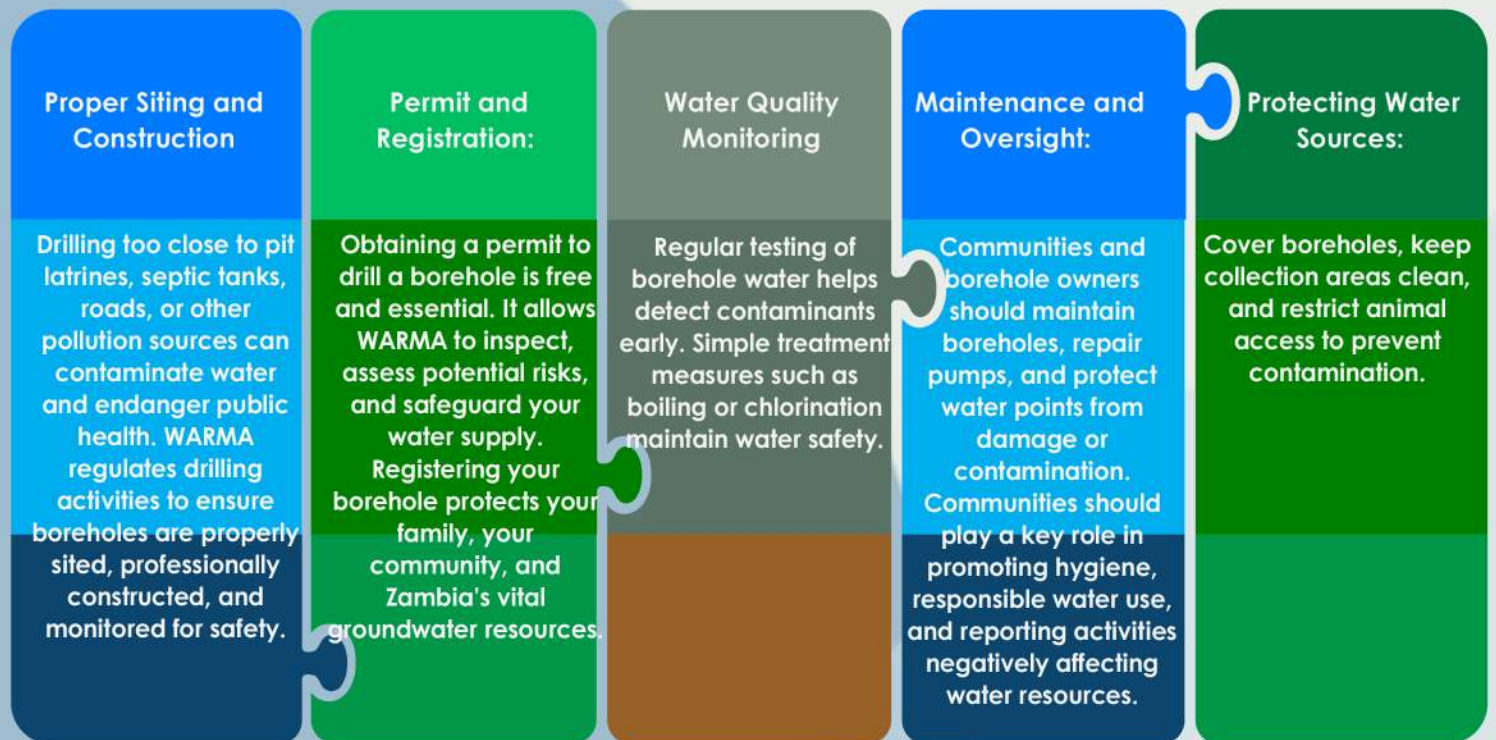 Proper Siting and
Construction
Drilling too close to pit
latrines, septic tanks,
roads, or other
pollution sources can
contaminate water
and endanger public
health. WARMA
regulates drilling
activities to ensure
boreholes are properly
sited, professionally
constructed, and
monitored for safety.
Permit and
Registration:
Obtaining a permit to
drill a borehole is free
and essential. It allows
WARMA to inspect,
assess potential risks,
and safeguard your
water supply.
Registering your
borehole protects your
family, your
community, and
Zambia's vital
groundwater resources.
Water Quality
Monitoring
Regular testing of
borehole water helps
detect contaminants
early. Simple treatment
measures such as
boiling or chlorination
maintain water safety.
Maintenance and
Oversight:
Communities and
borehole owners
should maintain
boreholes, repair
pumps, and protect
water points from
damage or
contamination.
Communities should
play a key role in
promoting hygiene,
responsible water use,
and reporting activities
negatively affecting
water resources.
Protecting Water
Sources:
Cover boreholes, keep
collection areas clean,
and restrict animal
access to prevent
contamination.